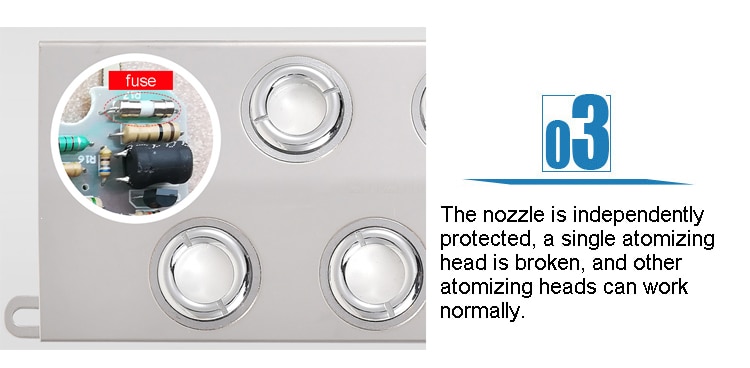 fuse
R16
03
The nozzle is independently
protected, a single atomizing
head is broken, and other
atomizing heads can work
normally.